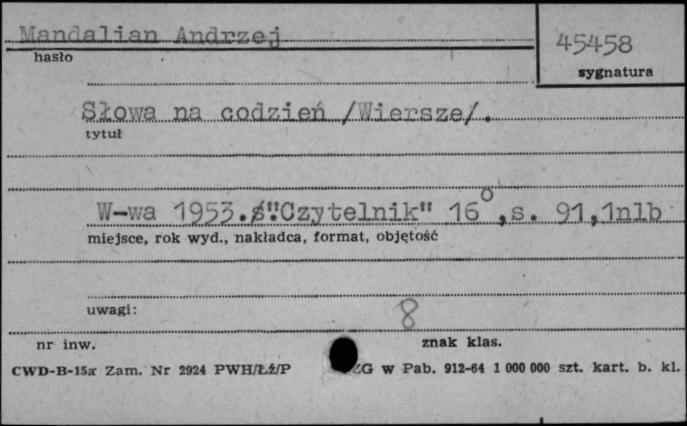 Mandalian Andrzej
hasło
45458
sygnatura
Słowa na codzień /Wiersze/.
tytuł
W-wa 1953. "Czytelnik" 16°, s. 91, 1nlb
miejsce, rok wyd., nakładca, format, objętość
uwagi:
8
nr inw.
znak klas.
CWD-B-15a Zam. Nr 2924 PWH/Łź/P ZG w Pab. 912-64 1 000 000 szt. kart. b. kl.